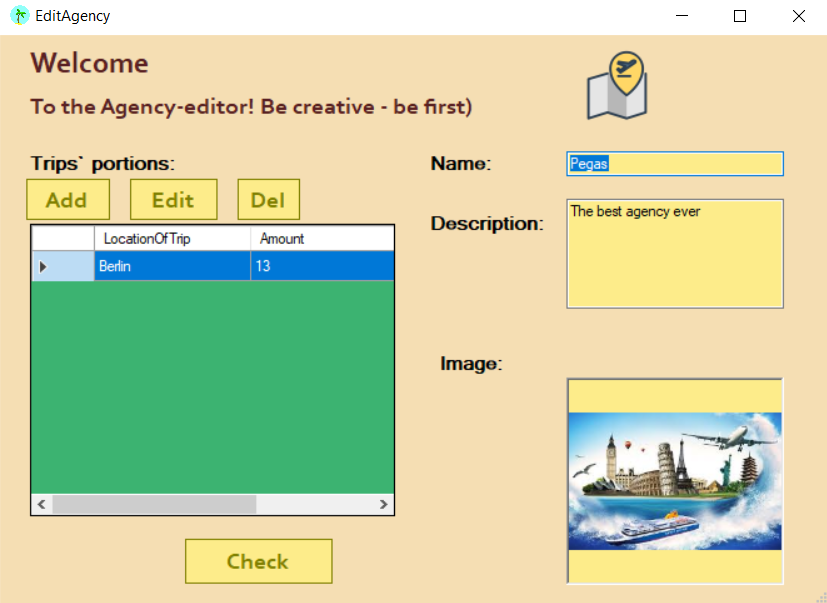 EditAgency
Welcome
To the Agency-editor! Be creative - be first)
Trips` portions:
Add Edit Del
LocationOfTrip Amount
Berlin 13
Check
Name: Pegas
Description: The best agency ever
Image: